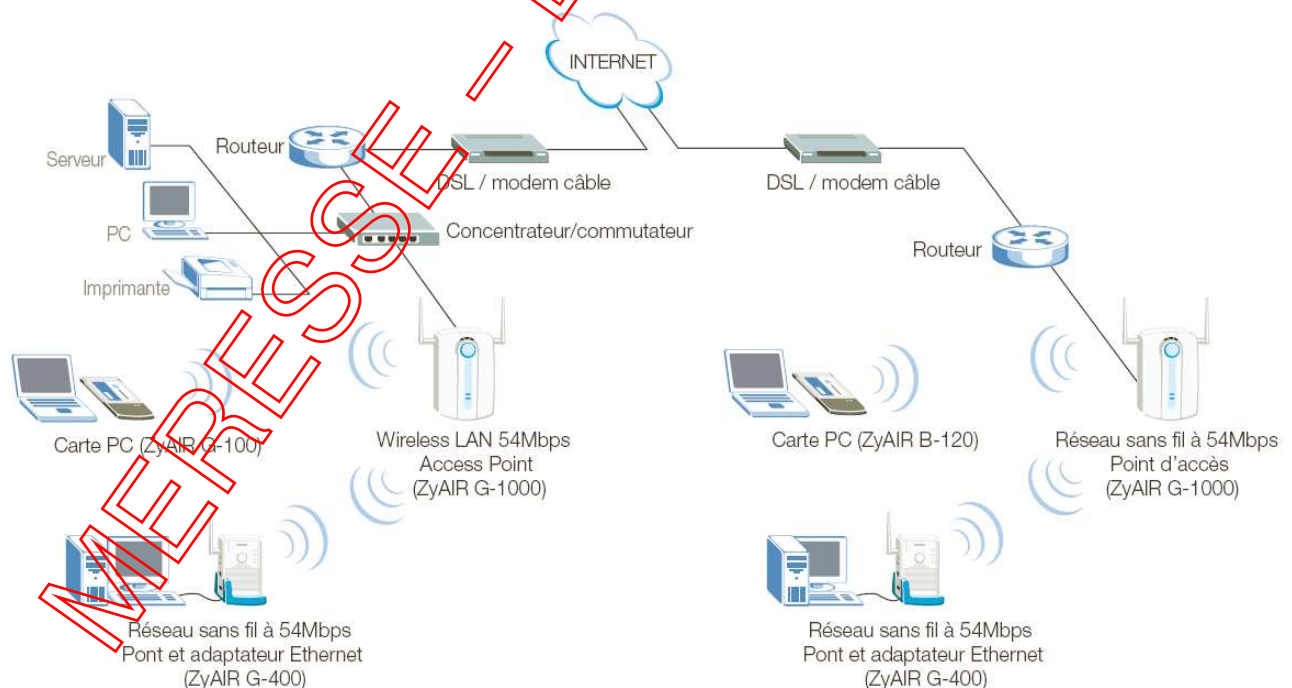 INTERNET
Serveur
Routeur
DSL / modem câble
DSL / modem câble
PC
Concentrateur/commutateur
Routeur
Imprimante
Carte PC (ZyAIR G-100)
Wireless LAN 54Mbps
Access Point
(ZyAIR G-1000)
Carte PC (ZyAIR B-120)
Réseau sans fil à 54Mbps
Point d'accès
(ZyAIR G-1000)
Réseau sans fil à 54Mbps
Pont et adaptateur Ethernet
(ZyAIR G-400)
Réseau sans fil à 54Mbps
Pont et adaptateur Ethernet
(ZyAIR G-400)
MERESSE –